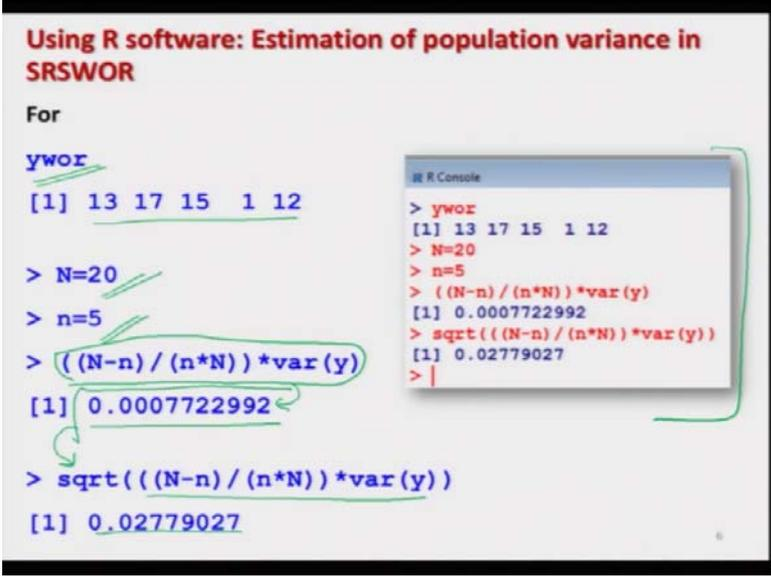 Using R software: Estimation of population variance in
SRSWOR
For
ywor
[1] 13 17 15  1 12
> N=20
> n=5
> ((N-n)/(n*N))*var(y)
[1] 0.0007722992
> sqrt(((N-n)/(n*N))*var(y))
[1] 0.02779027
R Console
> ywor
[1] 13 17 15  1 12
> N=20
> n=5
> ((N-n)/(n*N))*var(y)
[1] 0.0007722992
> sqrt(((N-n)/(n*N))*var(y))
[1] 0.02779027
> |
6